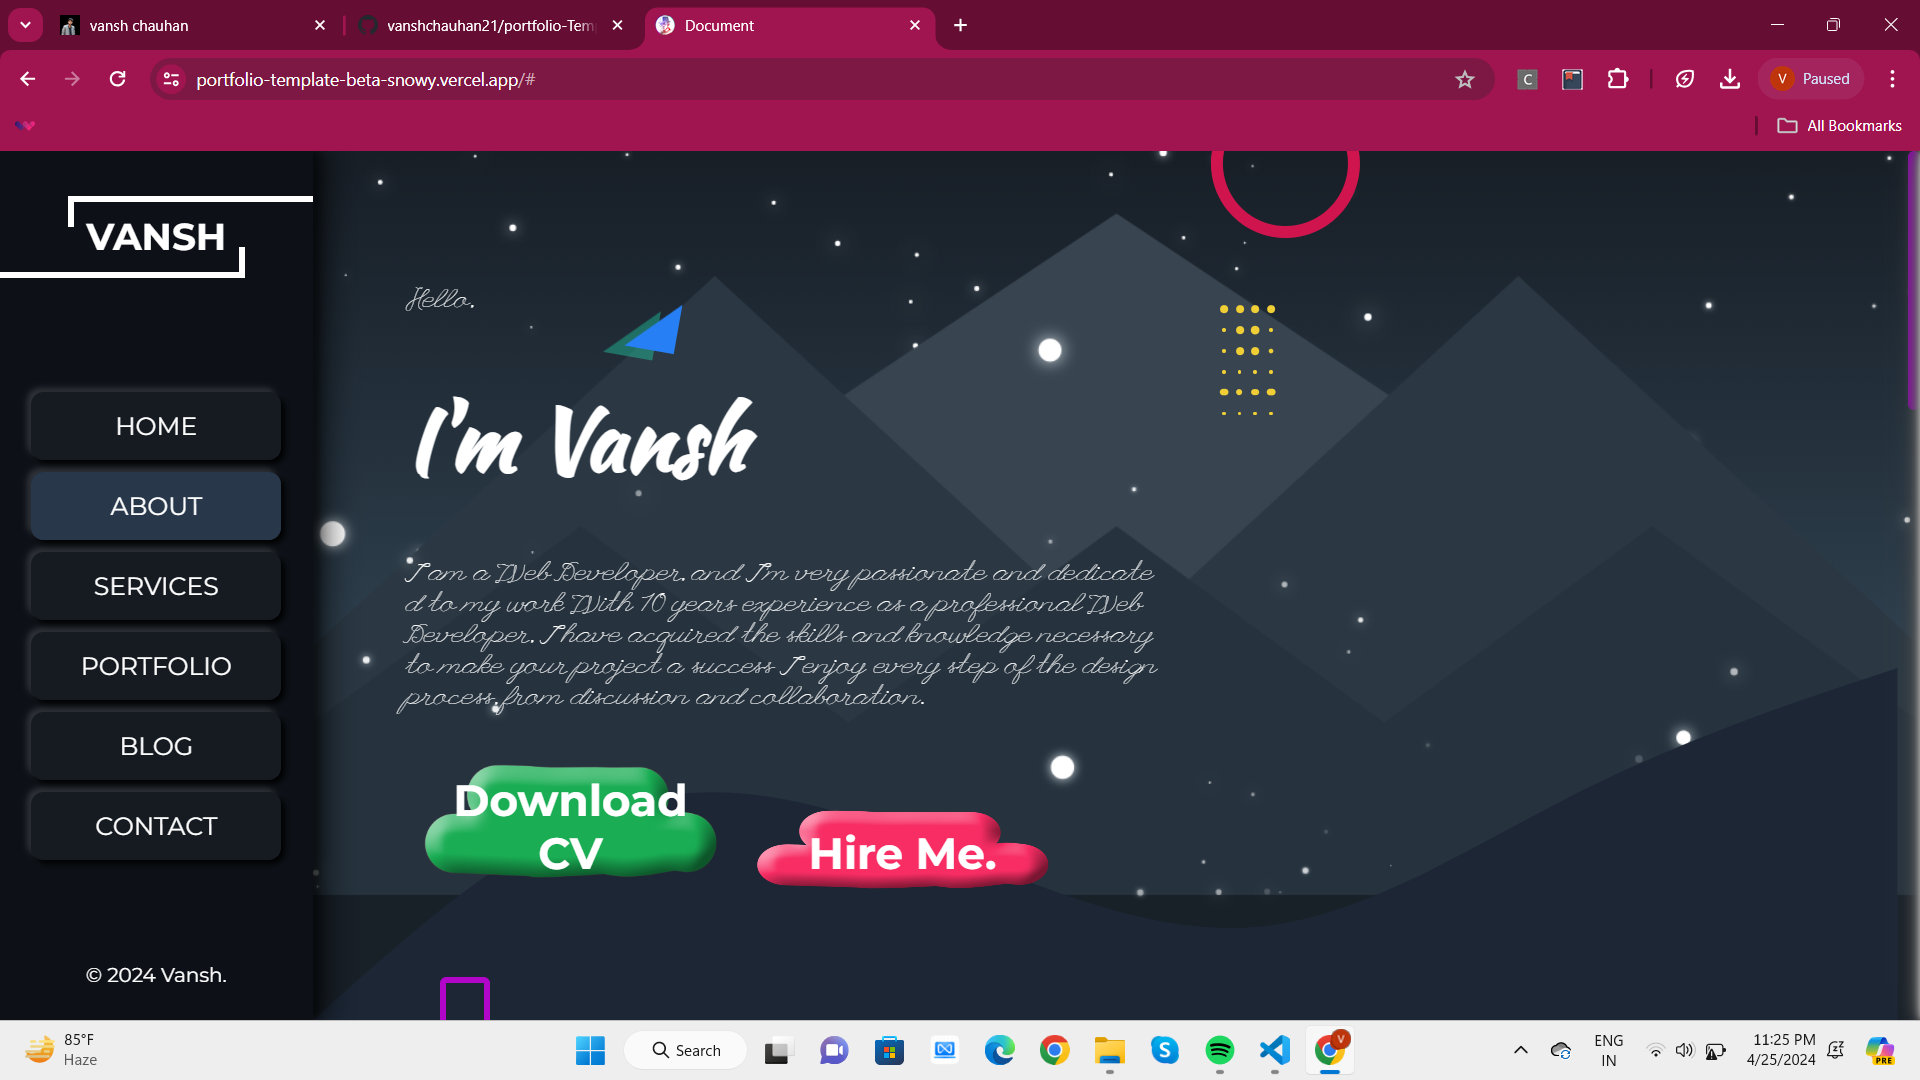 vansh chauhan
vanshchauhan21/portfolio-Tem
Document
portfolio-template-beta-snowy.vercel.app/#
C
V
Paused
All Bookmarks
VANSH
HOME
ABOUT
SERVICES
PORTFOLIO
BLOG
CONTACT
© 2024 Vansh.
Hello.
I'm Vansh
I am a Web Developer. and I'm very passionate and dedicate
d to my work With 10 years experience as a professional Web
Developer. I have acquired the skills and knowledge necessary
to make your project a success I enjoy every step of the design
process.from discussion and collaboration.
Download
CV
Hire Me.
85°F
Haze
Search
S
V
ENG
IN
11:25 PM
4/25/2024
PRE